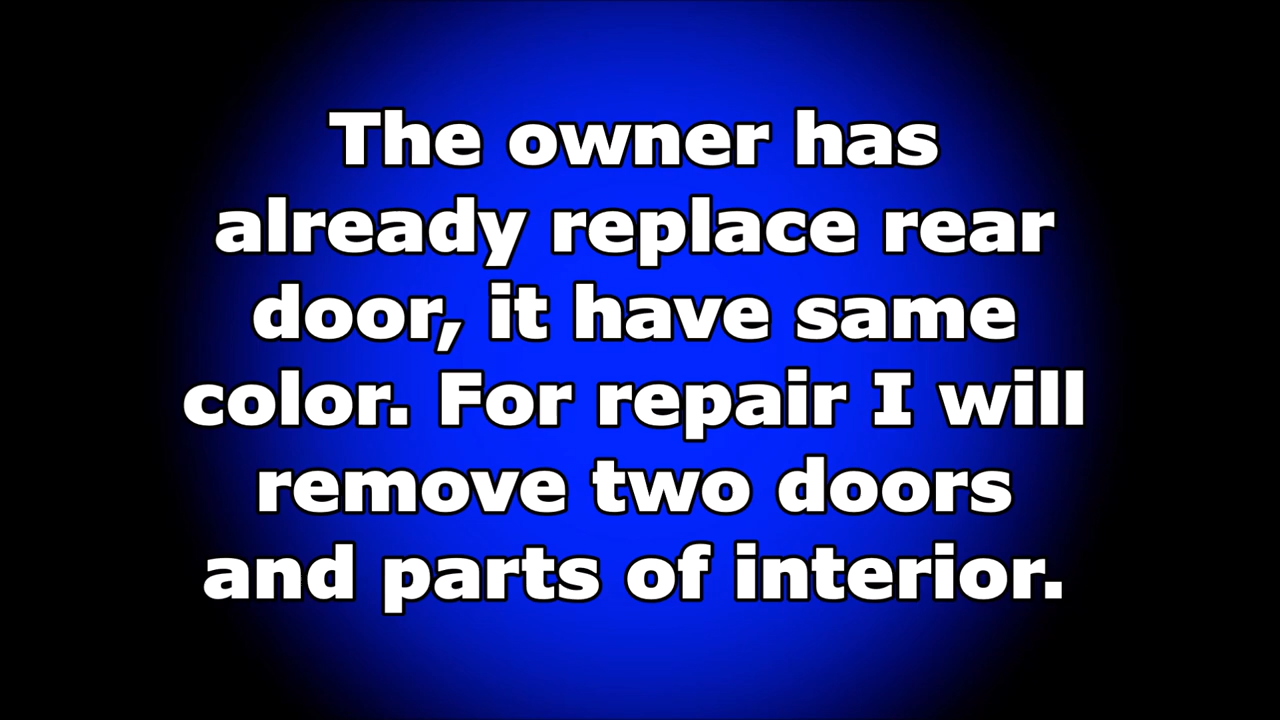 The owner has
already replace rear
door, it have same
color. For repair I will
remove two doors
and parts of interior.